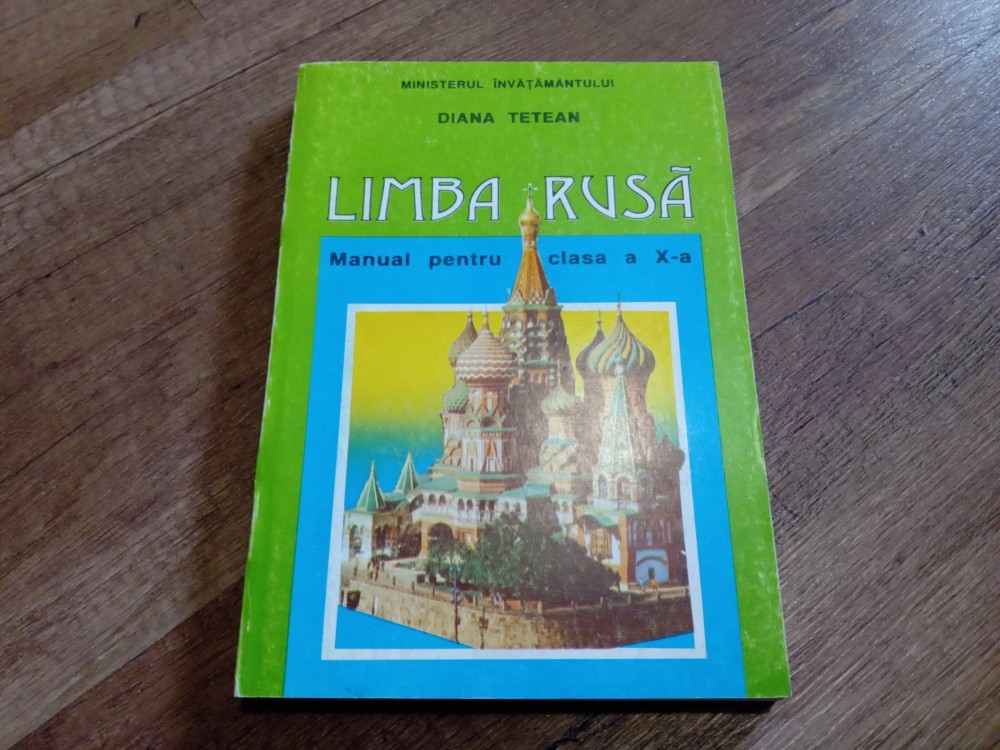 MINISTERUL ÎNVĂȚĂMÂNTULUI
DIANA TETEAN
LIMBA RUSĂ
Manual pentru clasa a X-a